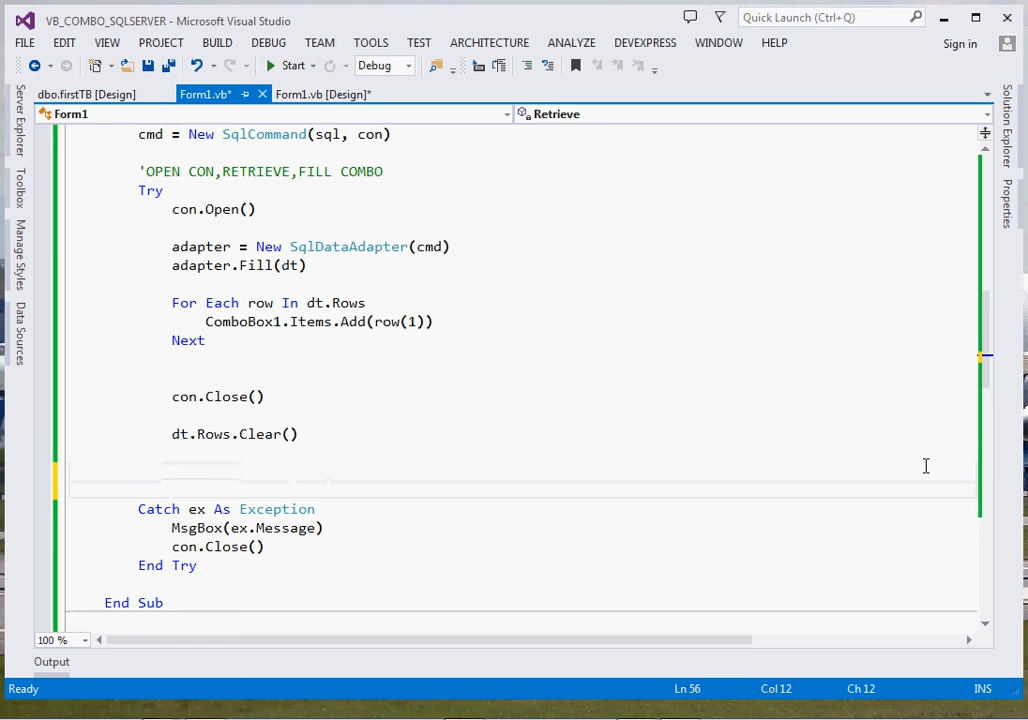 VB_COMBO_SQLSERVER - Microsoft Visual Studio
Quick Launch (Ctrl+Q)
FILE EDIT VIEW PROJECT BUILD DEBUG TEAM TOOLS TEST ARCHITECTURE ANALYZE DEVEXPRESS WINDOW HELP
Sign in
Start
Debug
dbo.firstTB [Design]
Form1.vb*
Form1.vb [Design]*
Form1
Retrieve
Server Explorer
Toolbox
Manage Styles
Data Sources
Solution Explorer
Properties
cmd = New SqlCommand(sql, con)
'OPEN CON,RETRIEVE,FILL COMBO
Try
con.Open()
adapter = New SqlDataAdapter(cmd)
adapter.Fill(dt)
For Each row In dt.Rows
ComboBox1.Items.Add(row(1))
Next
con.Close()
dt.Rows.Clear()
Catch ex As Exception
MsgBox(ex.Message)
con.Close()
End Try
End Sub
100 %
Output
Ready
Ln 56
Col 12
Ch 12
INS